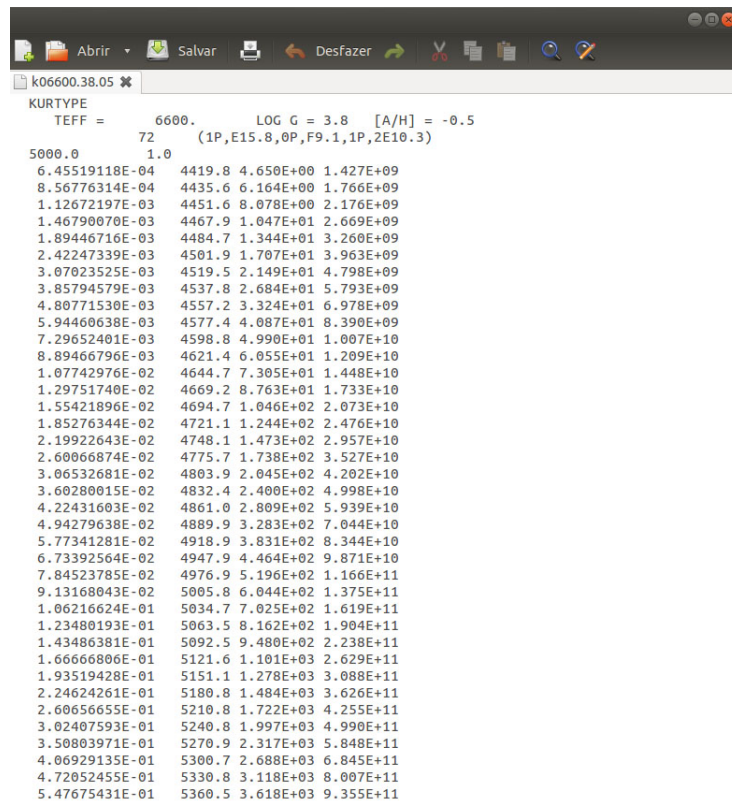 Abrir Salvar Desfazer
k06600.38.05
KURTYPE
TEFF = 6600. LOG G = 3.8 [A/H] = -0.5
72 (1P,E15.8,0P,F9.1,1P,2E10.3)
5000.0 1.0
6.45519118E-04 4419.8 4.650E+00 1.427E+09
8.56776314E-04 4435.6 6.164E+00 1.766E+09
1.12672197E-03 4451.6 8.078E+00 2.176E+09
1.46790070E-03 4467.9 1.047E+01 2.669E+09
1.89446716E-03 4484.7 1.344E+01 3.260E+09
2.42247339E-03 4501.9 1.707E+01 3.963E+09
3.07023525E-03 4519.5 2.149E+01 4.798E+09
3.85794579E-03 4537.8 2.684E+01 5.793E+09
4.80771530E-03 4557.2 3.324E+01 6.978E+09
5.94460638E-03 4577.4 4.087E+01 8.390E+09
7.29652401E-03 4598.8 4.990E+01 1.007E+10
8.89466796E-03 4621.4 6.055E+01 1.209E+10
1.07742976E-02 4644.7 7.305E+01 1.448E+10
1.29751740E-02 4669.2 8.763E+01 1.733E+10
1.55421896E-02 4694.7 1.046E+02 2.073E+10
1.85276344E-02 4721.1 1.244E+02 2.476E+10
2.19922643E-02 4748.1 1.473E+02 2.957E+10
2.60066874E-02 4775.7 1.738E+02 3.527E+10
3.06532681E-02 4803.9 2.045E+02 4.202E+10
3.60280015E-02 4832.4 2.400E+02 4.998E+10
4.22431603E-02 4861.0 2.809E+02 5.939E+10
4.94279638E-02 4889.9 3.283E+02 7.044E+10
5.77341281E-02 4918.9 3.831E+02 8.344E+10
6.73392564E-02 4947.9 4.464E+02 9.871E+10
7.84523785E-02 4976.9 5.196E+02 1.166E+11
9.13168043E-02 5005.8 6.044E+02 1.375E+11
1.06216624E-01 5034.7 7.025E+02 1.619E+11
1.23480193E-01 5063.5 8.162E+02 1.904E+11
1.43486381E-01 5092.5 9.480E+02 2.238E+11
1.66666806E-01 5121.6 1.101E+03 2.629E+11
1.93519428E-01 5151.1 1.278E+03 3.088E+11
2.24624261E-01 5180.8 1.484E+03 3.626E+11
2.60656655E-01 5210.8 1.722E+03 4.255E+11
3.02407593E-01 5240.8 1.997E+03 4.990E+11
3.50803971E-01 5270.9 2.317E+03 5.848E+11
4.06929135E-01 5300.7 2.688E+03 6.845E+11
4.72052455E-01 5330.8 3.118E+03 8.007E+11
5.47675431E-01 5360.5 3.618E+03 9.355E+11